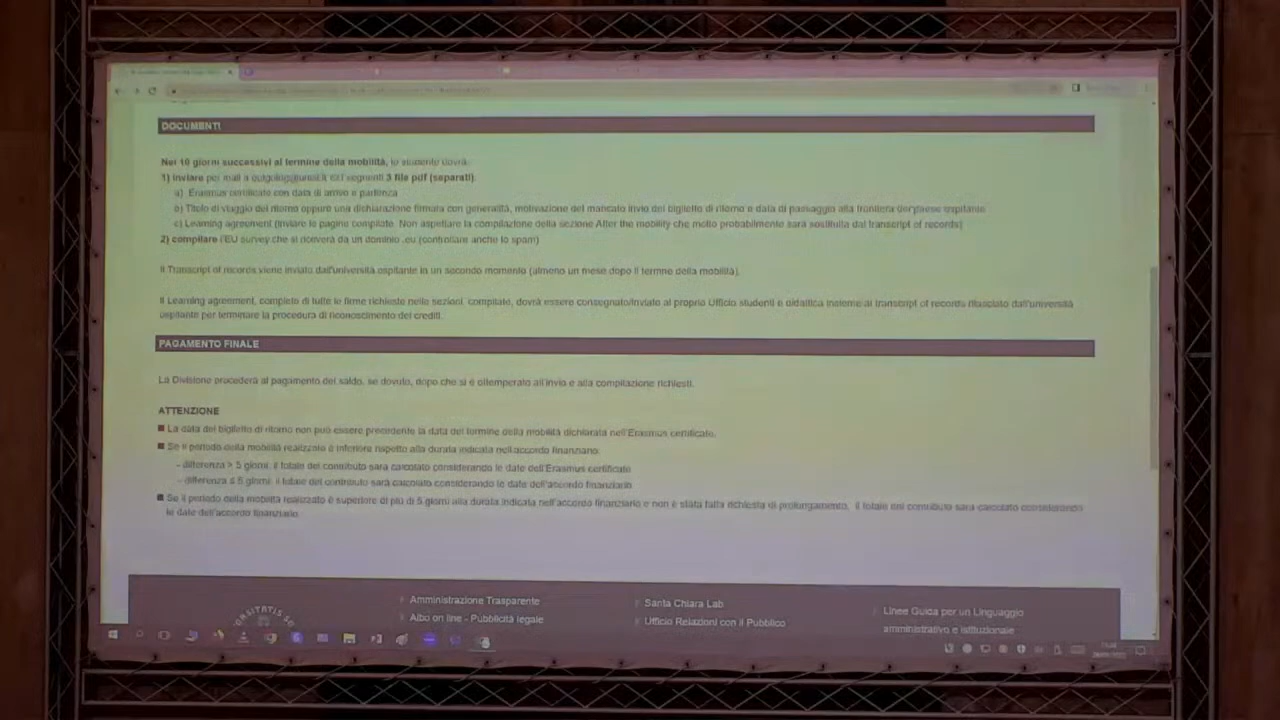 DOCUMENTI
Nei 10 giorni successivi al termine della mobilità, lo studente dovrà:
1) inviare per mail a i seguenti 3 file pdf (separati):
a) Erasmus certificate con data di arrivo e partenza
b) Titolo di viaggio del ritorno oppure una dichiarazione firmata con generalità, motivazione del mancato invio del biglietto di ritorno e data di passaggio alla frontiera del paese ospitante
c) Learning agreement (inviare le pagine compilate. Non aspettare la compilazione della sezione After the mobility che molto probabilmente sarà sostituita dal transcript of records)
2) compilare l'EU survey che si riceverà da un dominio .eu (controllare anche lo spam)
Il Transcript of records viene inviato dall'università ospitante in un secondo momento (almeno un mese dopo il termine della mobilità).
Il Learning agreement, completo di tutte le firme richieste nelle sezioni compilate, dovrà essere consegnato/inviato al proprio Ufficio studenti e didattica insieme al transcript of records rilasciato dall'università
ospitante per terminare la procedura di riconoscimento dei crediti.
PAGAMENTO FINALE
La Divisione procederà al pagamento del saldo, se dovuto, dopo che si è ottemperato all'invio e alla compilazione richiesti.
ATTENZIONE
La data del biglietto di ritorno non può essere precedente la data del termine della mobilità dichiarata nell'Erasmus certificate.
Se il periodo della mobilità realizzato è inferiore rispetto alla durata indicata nell'accordo finanziario:
- differenza > 5 giorni: il totale del contributo sarà calcolato considerando le date dell'Erasmus certificate
- differenza ≤ 5 giorni: il totale del contributo sarà calcolato considerando le date dell'accordo finanziario
Se il periodo della mobilità realizzato è superiore di più di 5 giorni alla durata indicata nell'accordo finanziario e non è stata fatta richiesta di prolungamento, il totale del contributo sarà calcolato considerando
le date dell'accordo finanziario.
Amministrazione Trasparente
Albo on line - Pubblicità legale
Santa Chiara Lab
Ufficio Relazioni con il Pubblico
Linee Guida per un Linguaggio
amministrativo e istituzionale